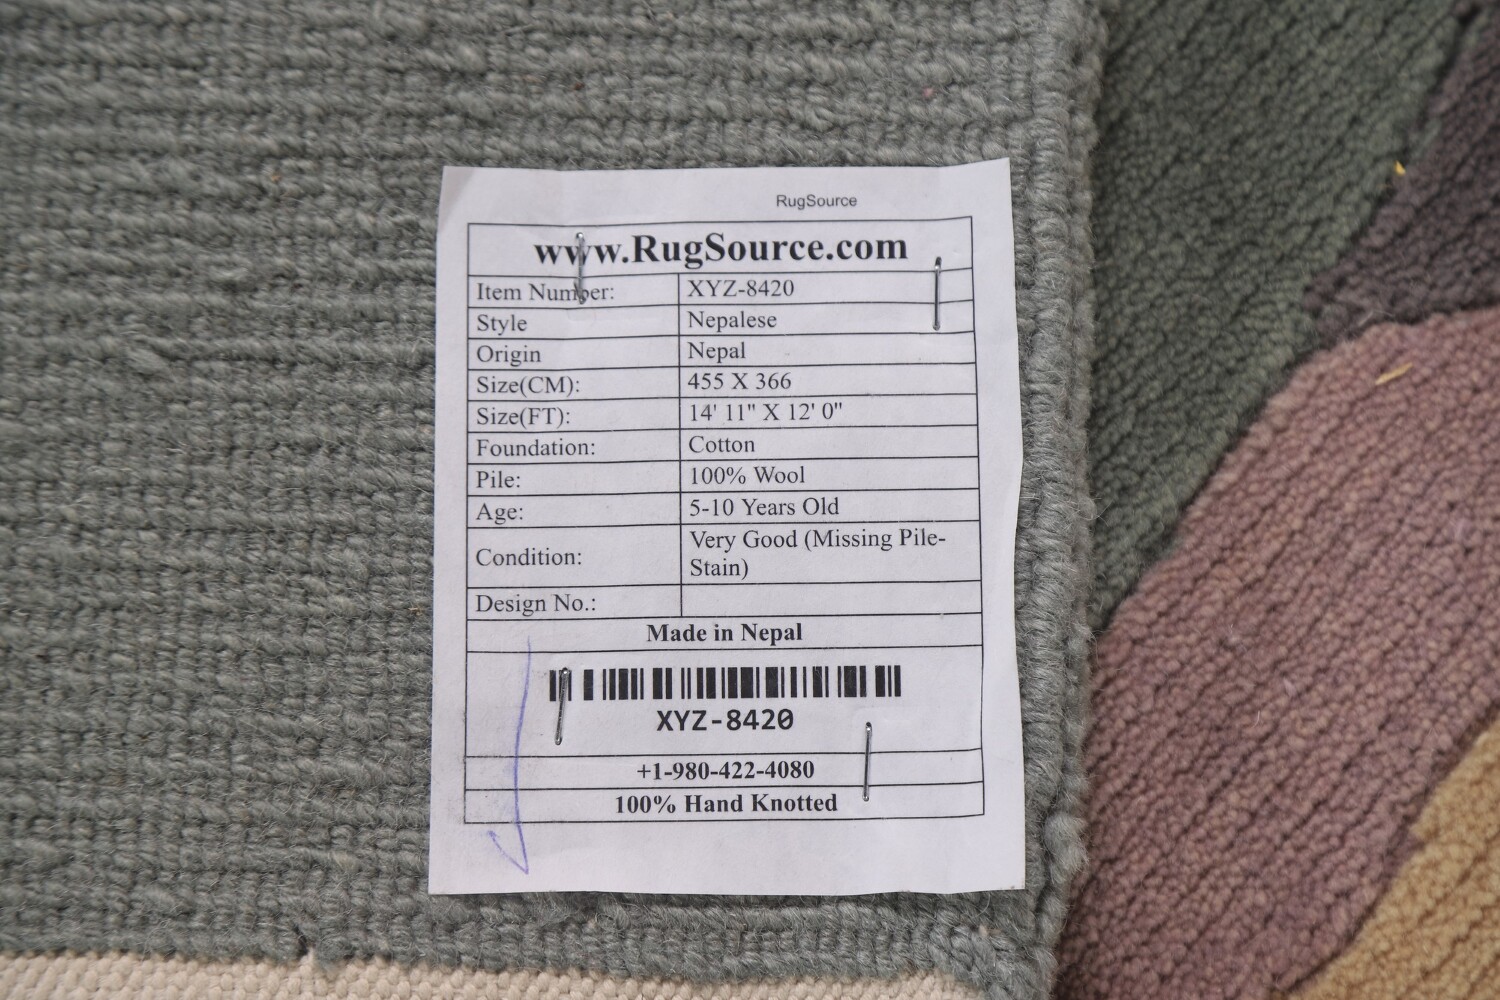 RugSource
www.RugSource.com
Item Number: XYZ-8420
Style Nepalese
Origin Nepal
Size(CM): 455 X 366
Size(FT): 14' 11" X 12' 0"
Foundation: Cotton
Pile: 100% Wool
Age: 5-10 Years Old
Condition: Very Good (Missing Pile-
Stain)
Design No.:
Made in Nepal
XYZ-8420
+1-980-422-4080
100% Hand Knotted